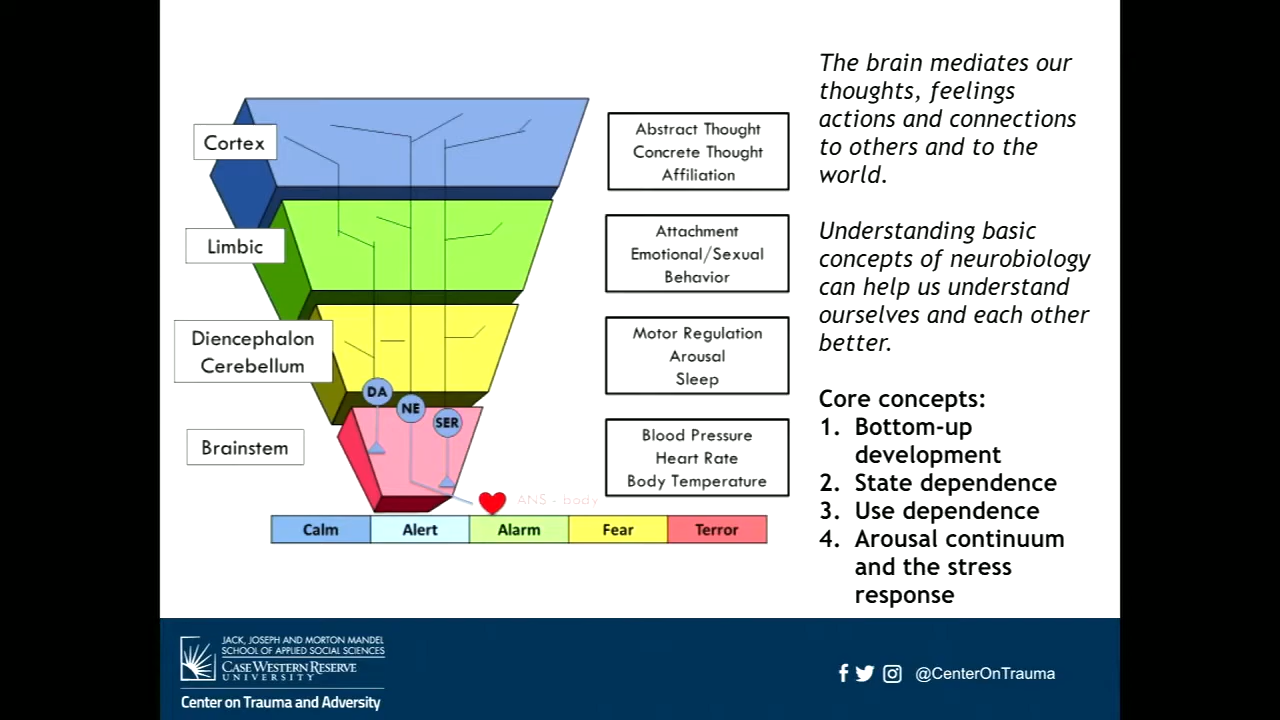 Cortex
Limbic
Diencephalon
Cerebellum
Brainstem
DA
NE
SER
ANS - body
Calm
Alert
Alarm
Fear
Terror
Abstract Thought
Concrete Thought
Affiliation
Attachment
Emotional/Sexual
Behavior
Motor Regulation
Arousal
Sleep
Blood Pressure
Heart Rate
Body Temperature
The brain mediates our
thoughts, feelings
actions and connections
to others and to the
world.
Understanding basic
concepts of neurobiology
can help us understand
ourselves and each other
better.
Core concepts:
1. Bottom-up
development
2. State dependence
3. Use dependence
4. Arousal continuum
and the stress
response
JACK, JOSEPH AND MORTON MANDEL
SCHOOL OF APPLIED SOCIAL SCIENCES
CASE WESTERN RESERVE
UNIVERSITY
Center on Trauma and Adversity
@CenterOnTrauma